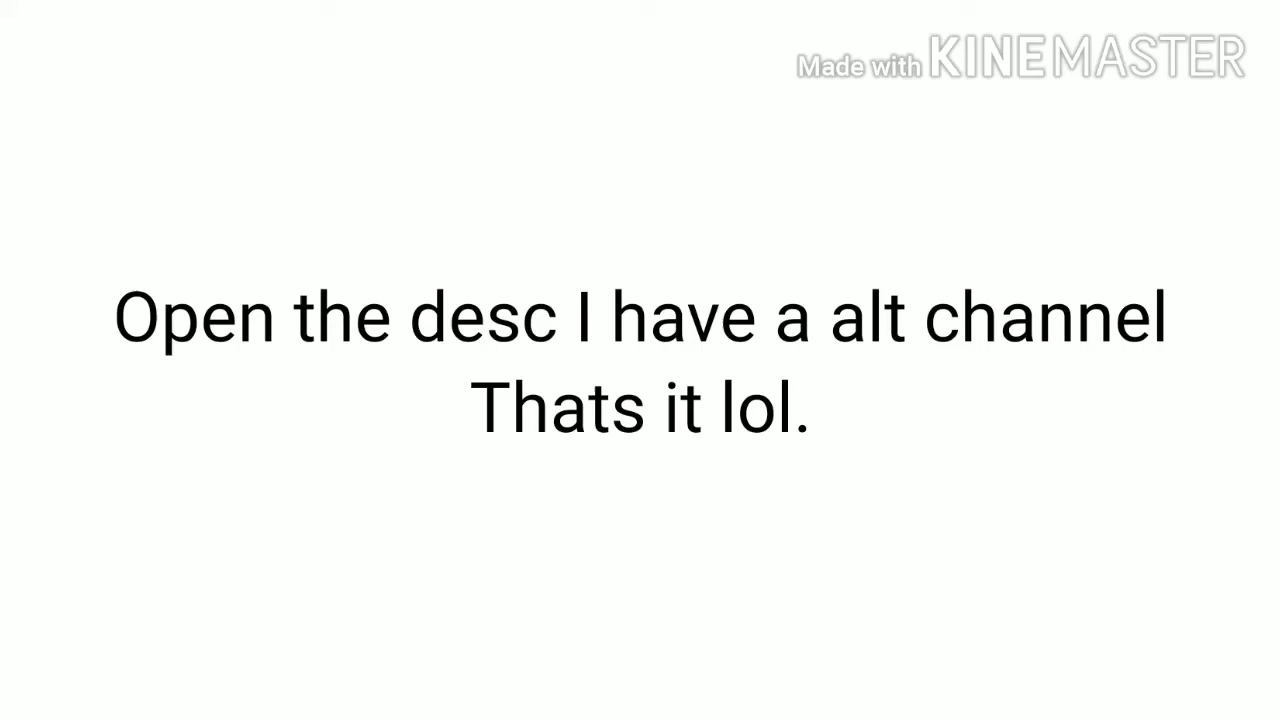 Made with KINEMASTER
Open the desc I have a alt channel
Thats it lol.